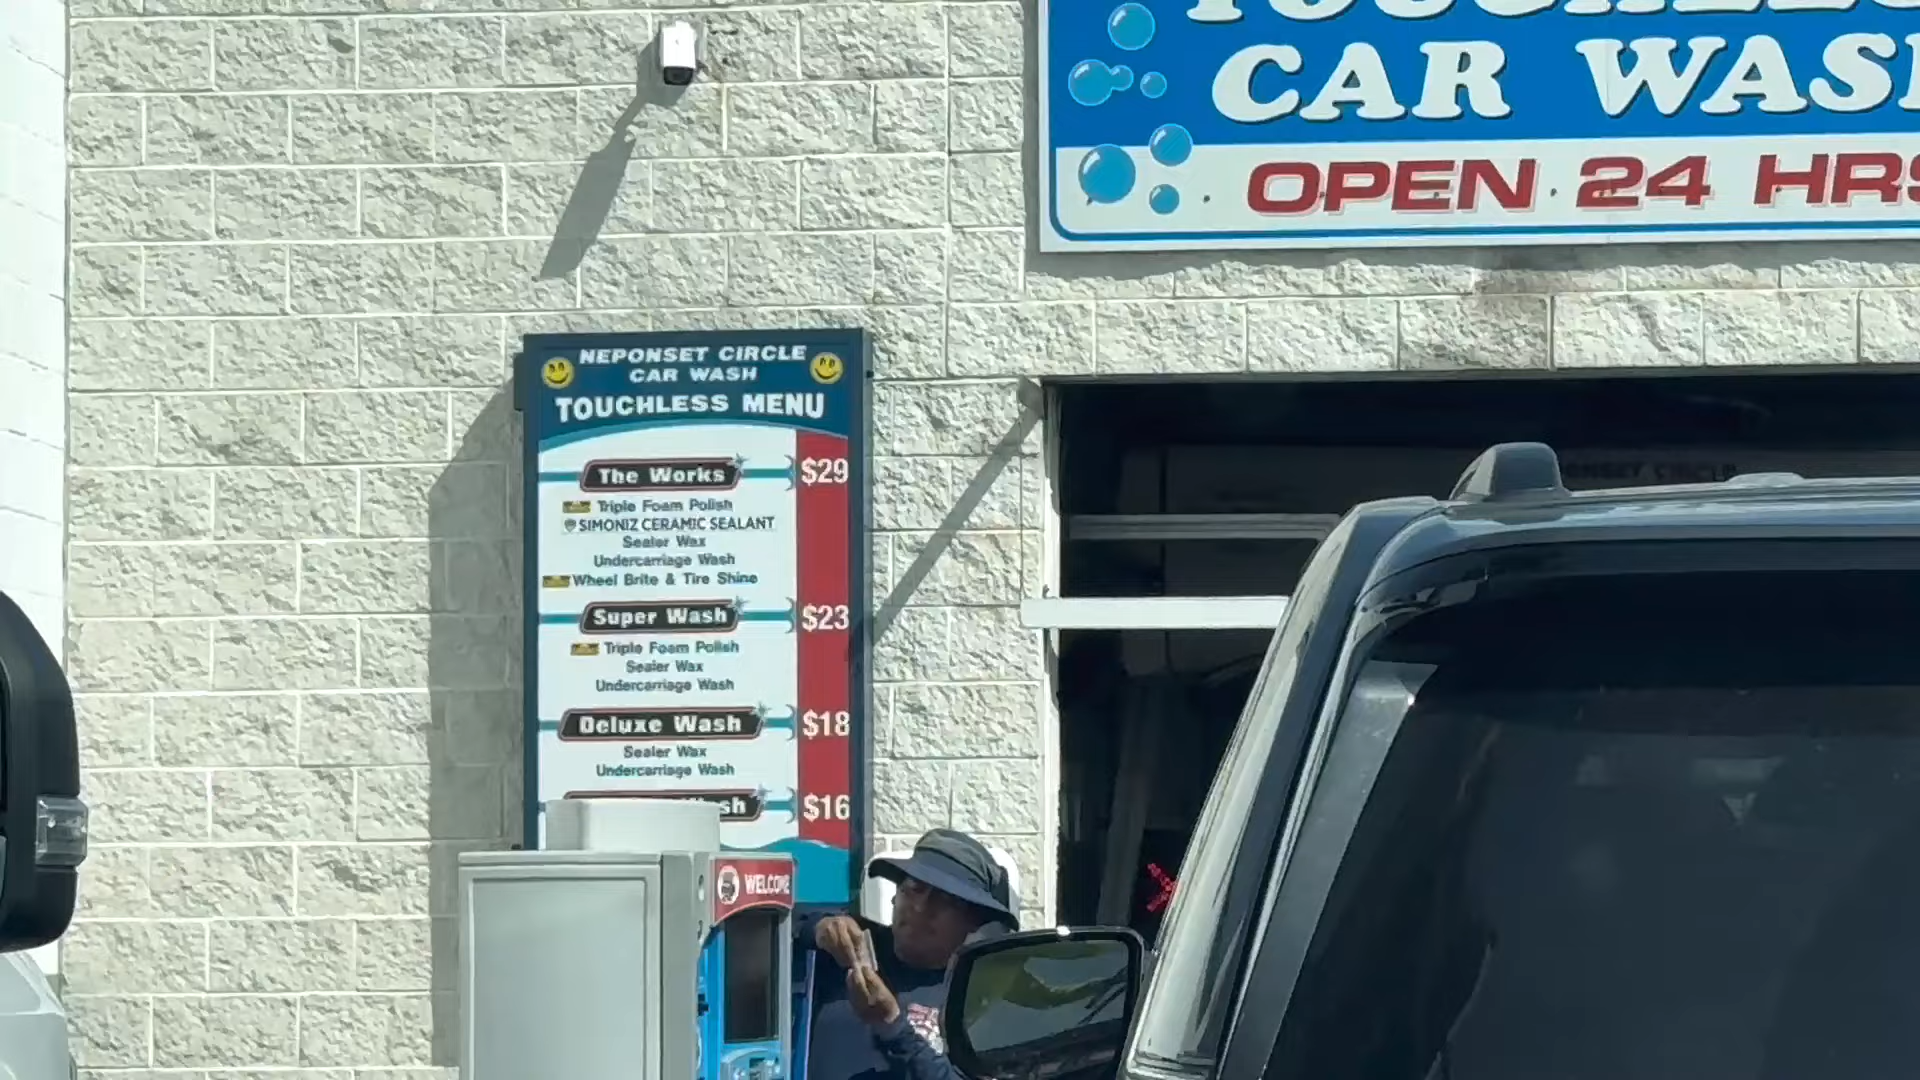 CAR WASH
OPEN 24 HRS
NEPONSET CIRCLE
CAR WASH
TOUCHLESS MENU
The Works $29
Triple Foam Polish
SIMONIZ CERAMIC SEALANT
Sealer Wax
Undercarriage Wash
Wheel Brite & Tire Shine
Super Wash $23
Triple Foam Polish
Sealer Wax
Undercarriage Wash
Deluxe Wash $18
Sealer Wax
Undercarriage Wash
$16
WELCOME